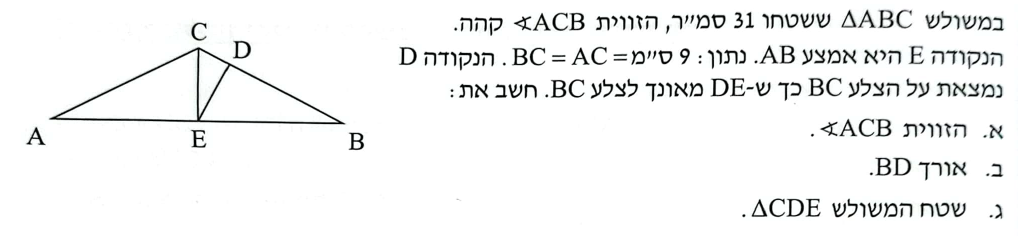 במשולש ΔABC ששטחו 31 סמ״ר, הזווית ∢ACB קהה.
הנקודה E היא אמצע AB. נתון: 9 ס״מ = BC = AC. הנקודה D
נמצאת על הצלע BC כך ש-DE מאונך לצלע BC. חשב את:
א. הזווית ∢ACB.
ב. אורך BD.
ג. שטח המשולש ΔCDE.
C
D
A
E
B